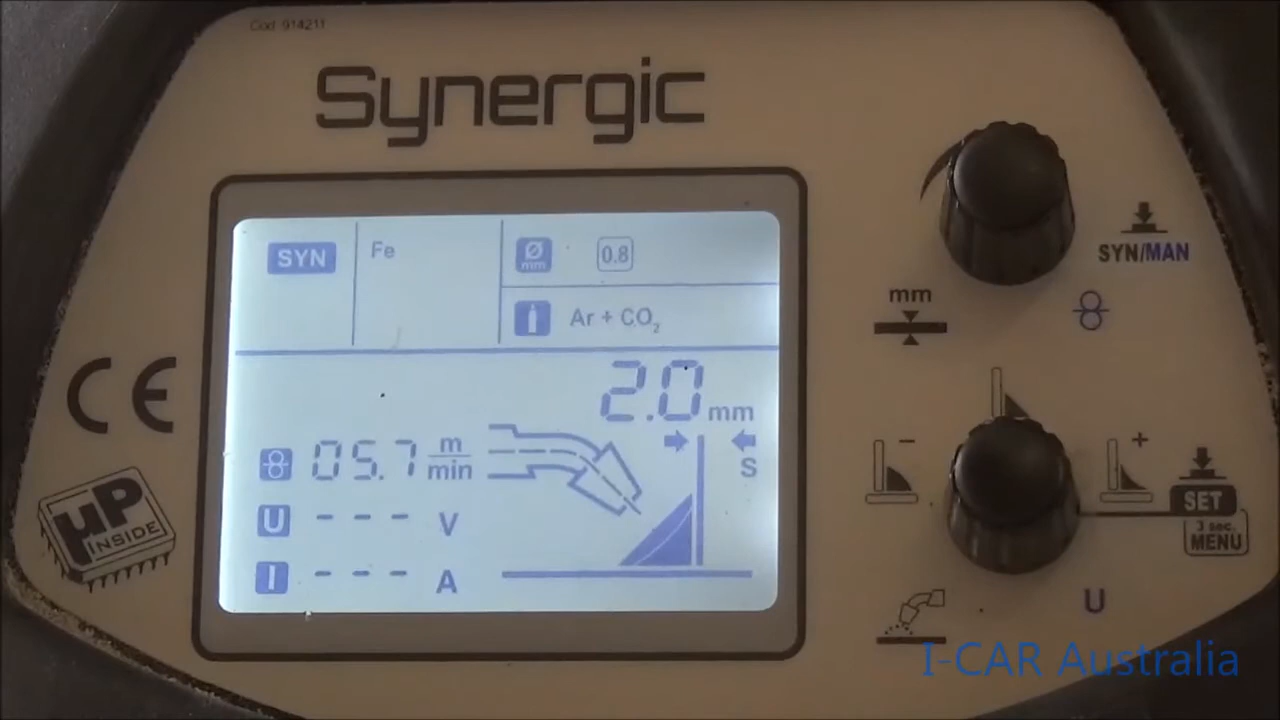 Cod. 914211
Synergic
SYN
Fe
Ø mm
0.8
Ar + CO₂
2.0 mm
S
05.7 m/min
U - - - V
I - - - A
CE
µP
INSIDE
SYN/MAN
mm
−
+
SET
3 sec.
MENU
U
I-CAR Australia